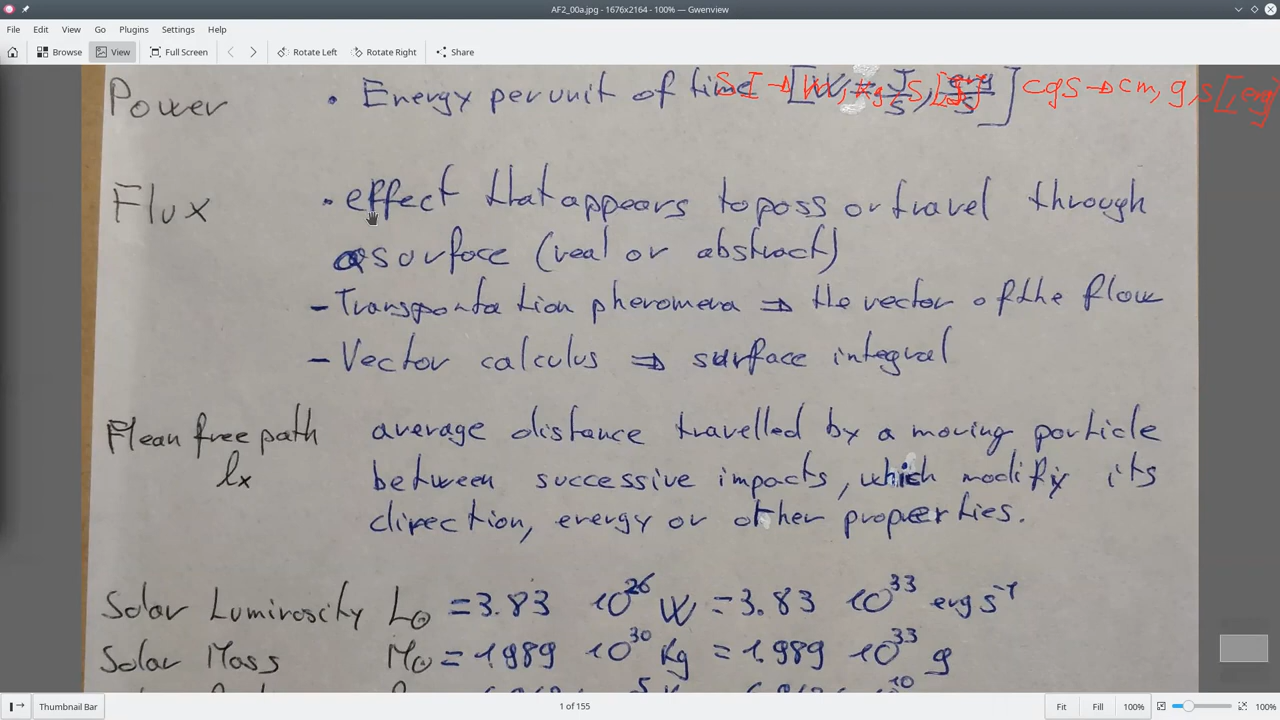 AF2_00a.jpg - 1676x2164 - 100% — Gwenview
File Edit View Go Plugins Settings Help
Browse View Full Screen Rotate Left Rotate Right Share
Power • Energy per unit of time [W = J/s, erg/s]
SI → m, kg, s [J] cgs → cm, g, s [, erg]
Flux • effect that appears to pass or travel through
a surface (real or abstract)
- Transportation phenomena ⇒ the vector of the flow
- Vector calculus ⇒ surface integral
Mean free path average distance travelled by a moving particle
lx between successive impacts, which modify its
direction, energy or other properties.
Solar Luminosity L⊙ = 3.83 10^26 W = 3.83 10^33 erg s^-1
Solar Mass M⊙ = 1.989 10^30 Kg = 1.989 10^33 g
Thumbnail Bar 1 of 155 Fit Fill 100% 100%